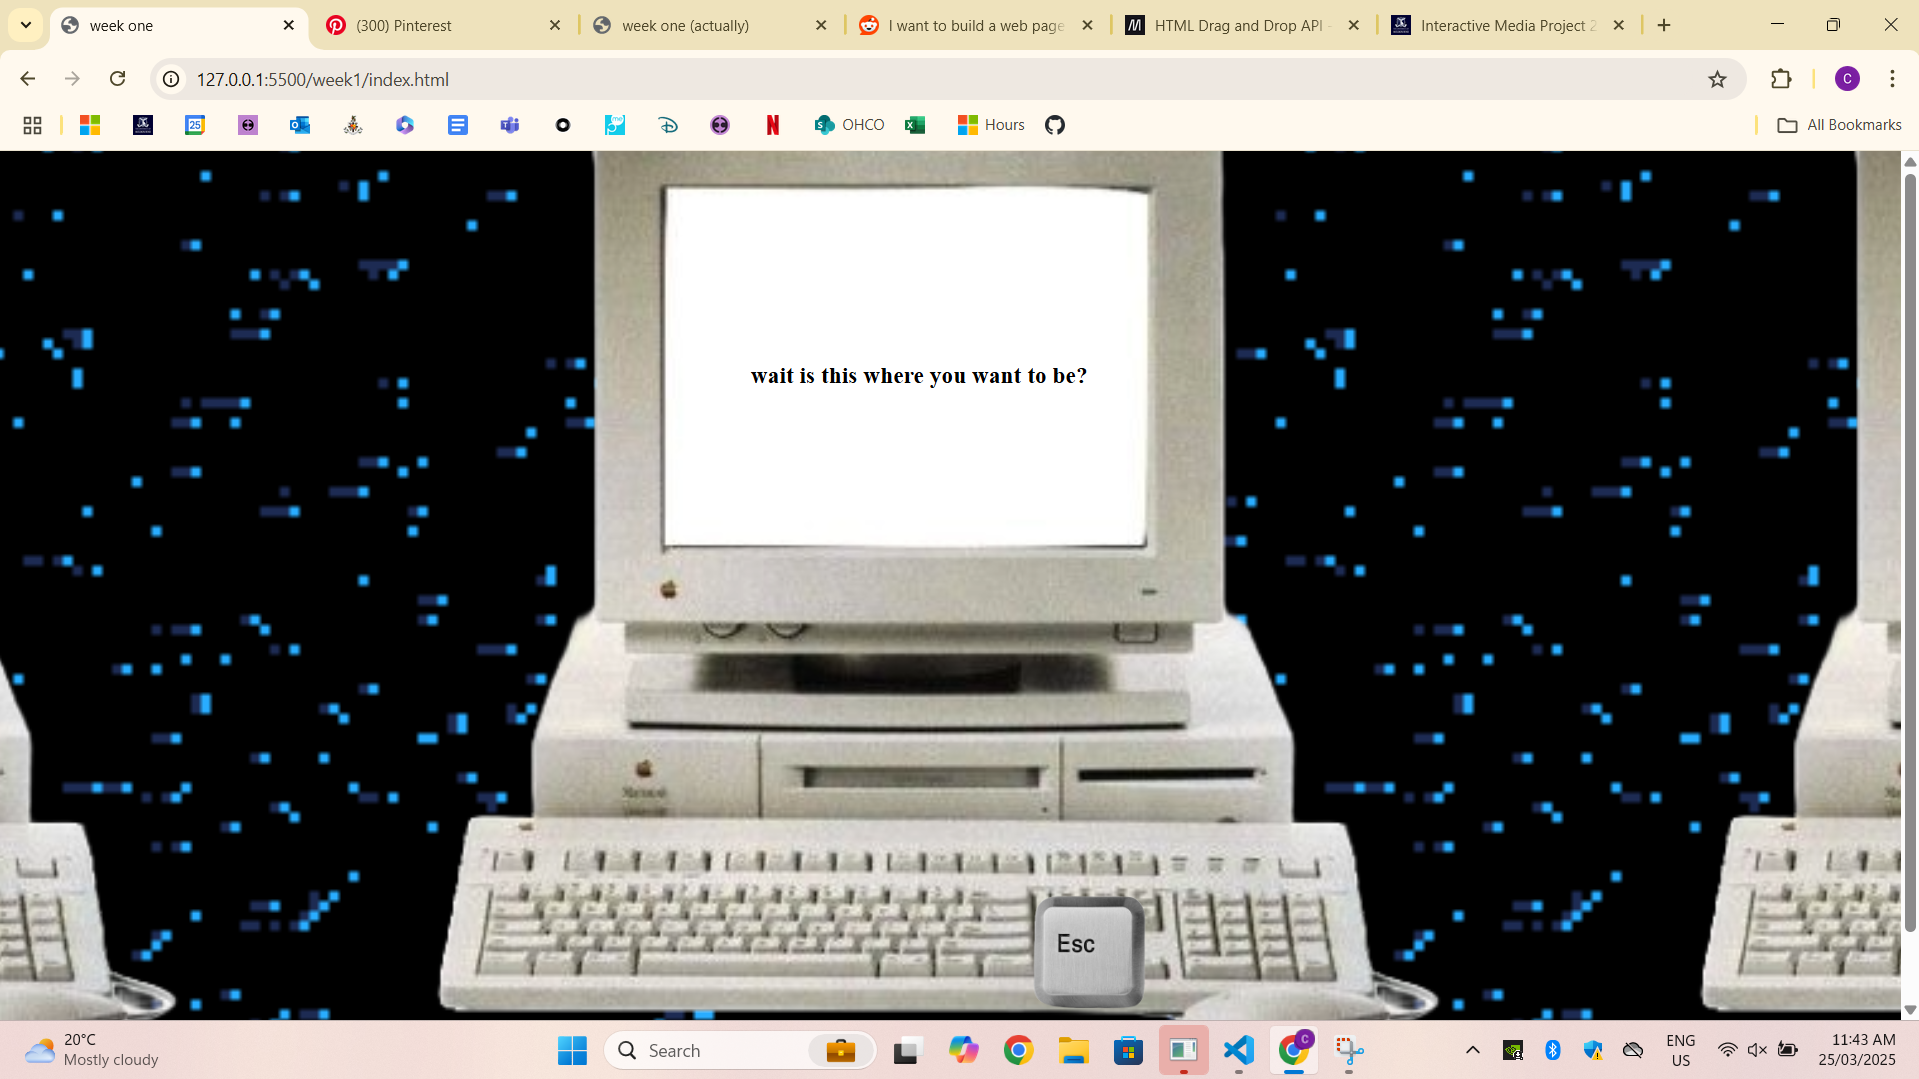 week one
(300) Pinterest
week one (actually)
I want to build a web page
HTML Drag and Drop API -
Interactive Media Project 2
127.0.0.1:5500/week1/index.html
C
25
OHCO
Hours
All Bookmarks
wait is this where you want to be?
Esc
20°C
Mostly cloudy
Search
C
ENG
US
11:43 AM
25/03/2025